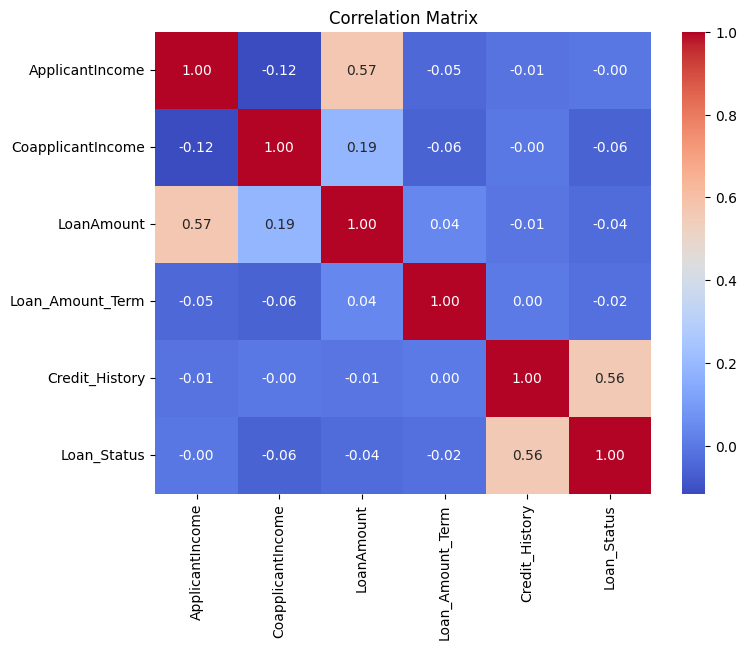 Correlation Matrix
ApplicantIncome 1.00 -0.12 0.57 -0.05 -0.01 -0.00
CoapplicantIncome -0.12 1.00 0.19 -0.06 -0.00 -0.06
LoanAmount 0.57 0.19 1.00 0.04 -0.01 -0.04
Loan_Amount_Term -0.05 -0.06 0.04 1.00 0.00 -0.02
Credit_History -0.01 -0.00 -0.01 0.00 1.00 0.56
Loan_Status -0.00 -0.06 -0.04 -0.02 0.56 1.00
ApplicantIncome
CoapplicantIncome
LoanAmount
Loan_Amount_Term
Credit_History
Loan_Status
1.0
0.8
0.6
0.4
0.2
0.0